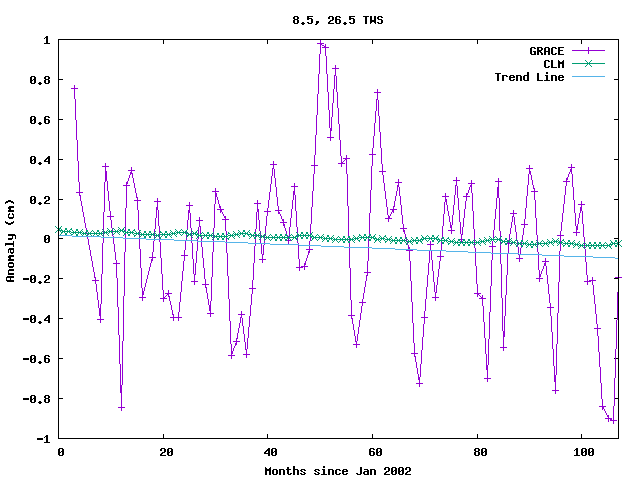 8.5, 26.5 TWS
GRACE
CLM
Trend Line
1
0.8
0.6
0.4
0.2
0
-0.2
-0.4
-0.6
-0.8
-1
Anomaly (cm)
0 20 40 60 80 100
Months since Jan 2002